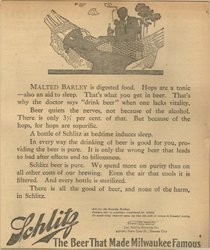 MALTED BARLEY is digested food. Hops are a tonic
—also an aid to sleep. That's what you get in beer. That's
why the doctor says "drink beer" when one lacks vitality.
Beer quiets the nerves, not because of the alcohol.
There is only 3½ per cent. of that. But because of the
hops, for hops are soporific.
A bottle of Schlitz at bedtime induces sleep.
In every way the drinking of beer is good for you, pro-
viding the beer is pure. It is only the wrong beer that leads
to bad after effects and to biliousness.
Schlitz beer is pure. We spend more on purity than on
all other costs of our brewing. Even the air that cools it is
filtered. And every bottle is sterilized.
There is all the good of beer, and none of the harm,
in Schlitz.
Ask for the Brewery Bottling.
Schlitz
The Beer That Made Milwaukee Famous